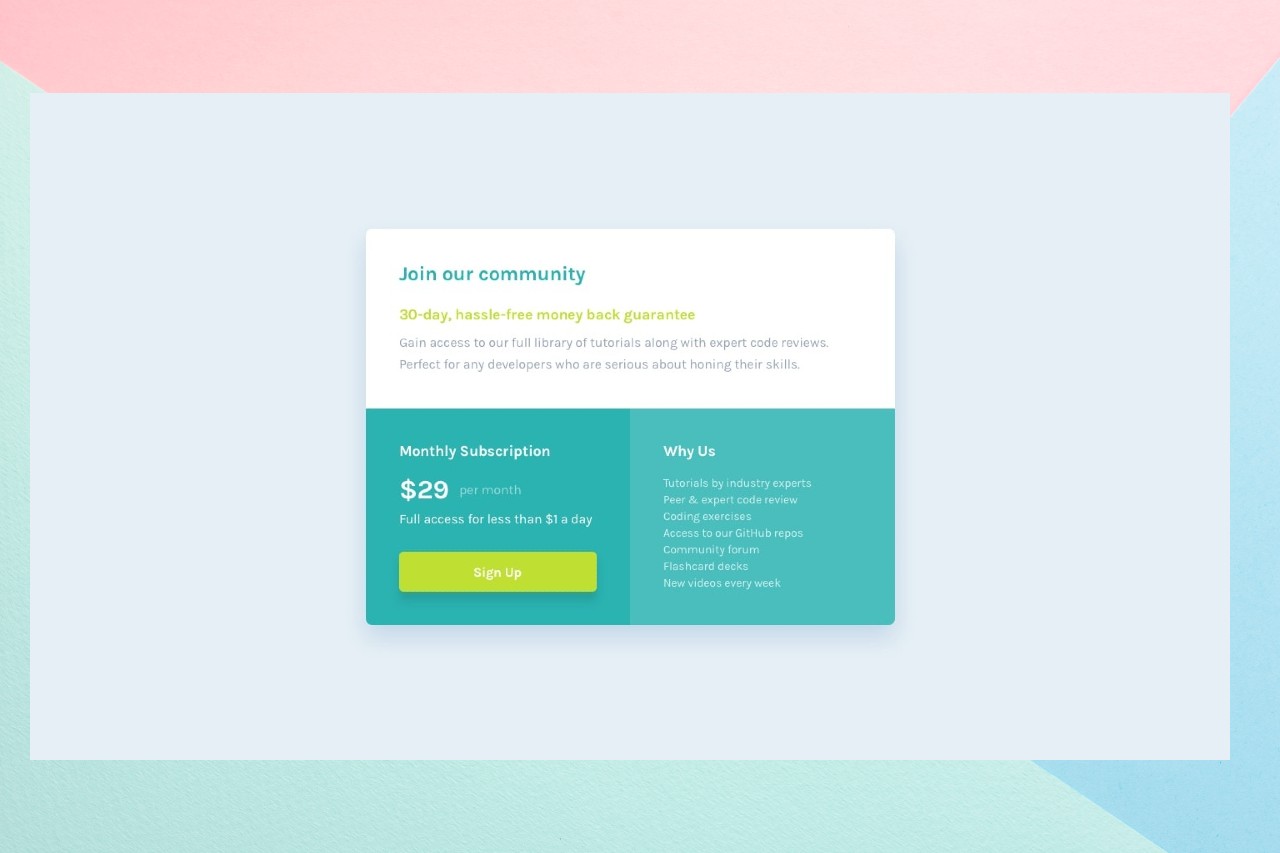 Join our community
30-day, hassle-free money back guarantee
Gain access to our full library of tutorials along with expert code reviews.
Perfect for any developers who are serious about honing their skills.
Monthly Subscription
$29 per month
Full access for less than $1 a day
Sign Up
Why Us
Tutorials by industry experts
Peer & expert code review
Coding exercises
Access to our GitHub repos
Community forum
Flashcard decks
New videos every week